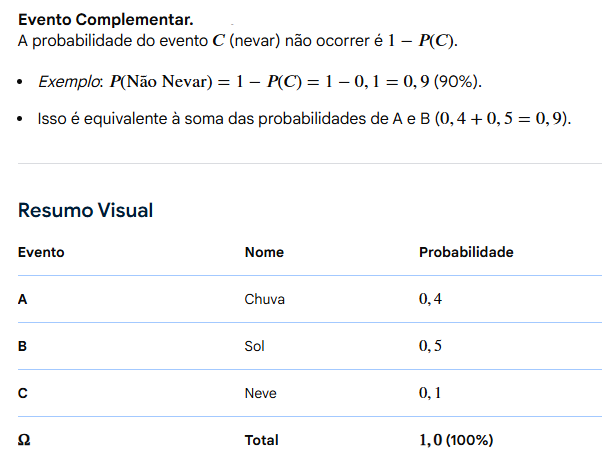 Evento Complementar.
A probabilidade do evento C (nevar) não ocorrer é 1 − P(C).
• Exemplo: P(Não Nevar) = 1 − P(C) = 1 − 0, 1 = 0, 9 (90%).
• Isso é equivalente à soma das probabilidades de A e B (0, 4 + 0, 5 = 0, 9).
Resumo Visual
Evento Nome Probabilidade
A Chuva 0, 4
B Sol 0, 5
C Neve 0, 1
Ω Total 1, 0 (100%)